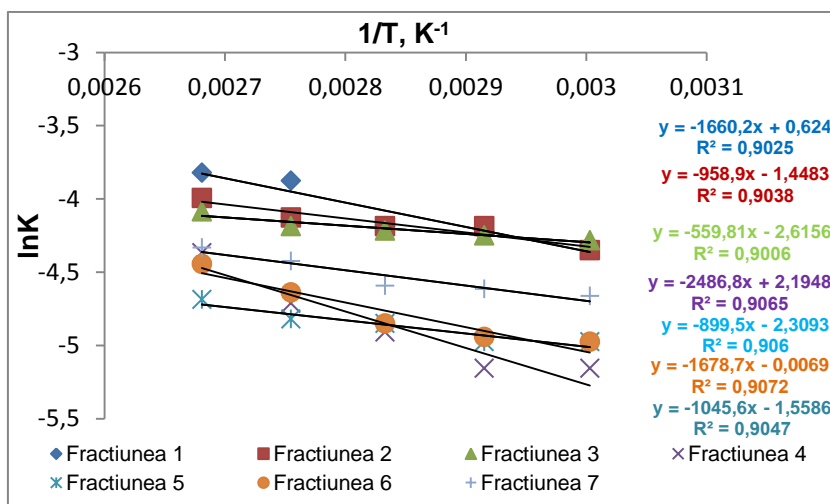 1/T, K-1
-3
0,0026 0,0027 0,0028 0,0029 0,003 0,0031
-3,5
-4
-4,5
-5
-5,5
lnK
y = -1660,2x + 0,624
R² = 0,9025
y = -958,9x - 1,4483
R² = 0,9038
y = -559,81x - 2,6156
R² = 0,9006
y = -2486,8x + 2,1948
R² = 0,9065
y = -899,5x - 2,3093
R² = 0,906
y = -1678,7x - 0,0069
R² = 0,9072
y = -1045,6x - 1,5586
R² = 0,9047
Fractiunea 1 Fractiunea 2 Fractiunea 3 Fractiunea 4
Fractiunea 5 Fractiunea 6 Fractiunea 7